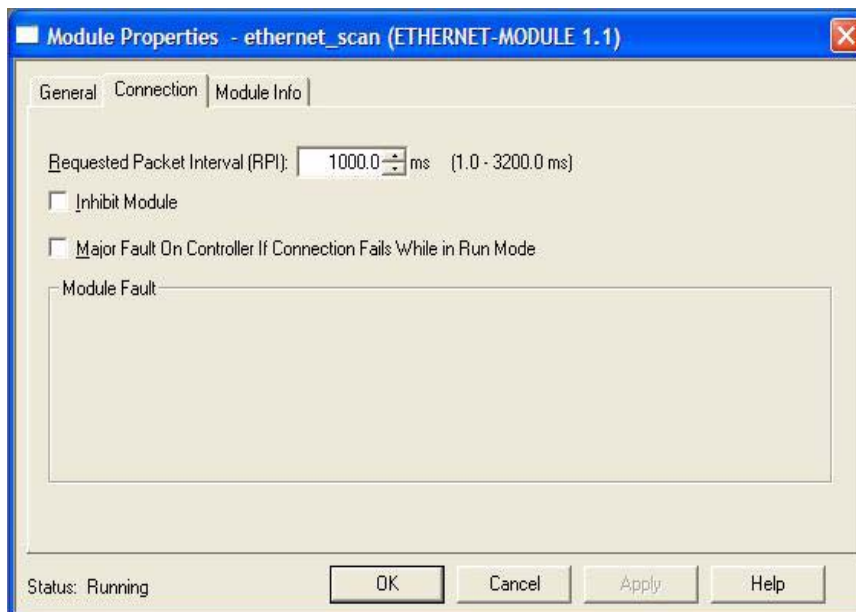 Module Properties - ethernet_scan (ETHERNET-MODULE 1.1)
General Connection Module Info
Requested Packet Interval (RPI): 1000.0 ms (1.0 - 3200.0 ms)
Inhibit Module
Major Fault On Controller If Connection Fails While in Run Mode
Module Fault
Status: Running OK Cancel Apply Help